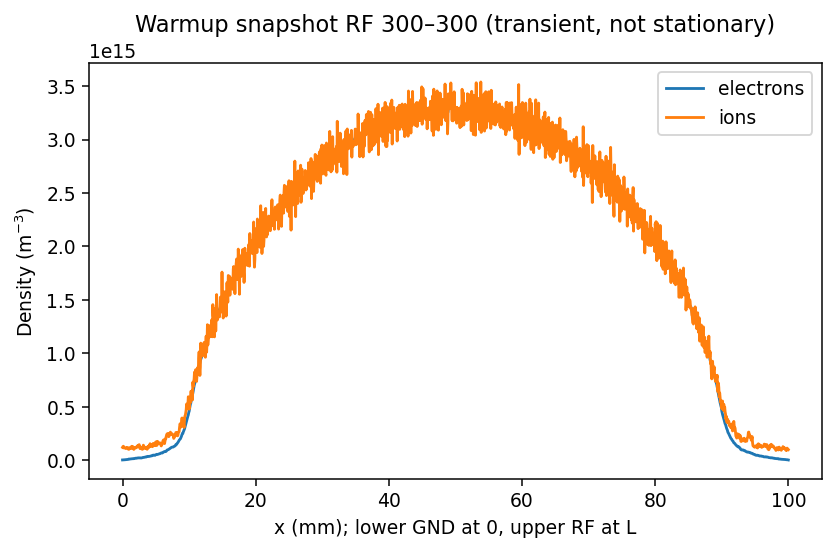 Warmup snapshot RF 300–300 (transient, not stationary)
1e15
electrons
ions
3.5
3.0
2.5
2.0
1.5
1.0
0.5
0.0
Density (m⁻³)
0 20 40 60 80 100
x (mm); lower GND at 0, upper RF at L